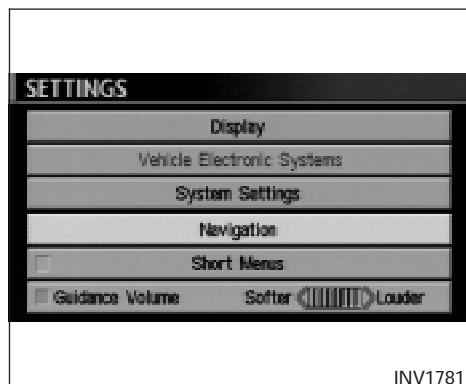 SETTINGS
Display
Vehicle Electronic Systems
System Settings
Navigation
Short Menus
Guidance Volume Softer Louder
INV1781